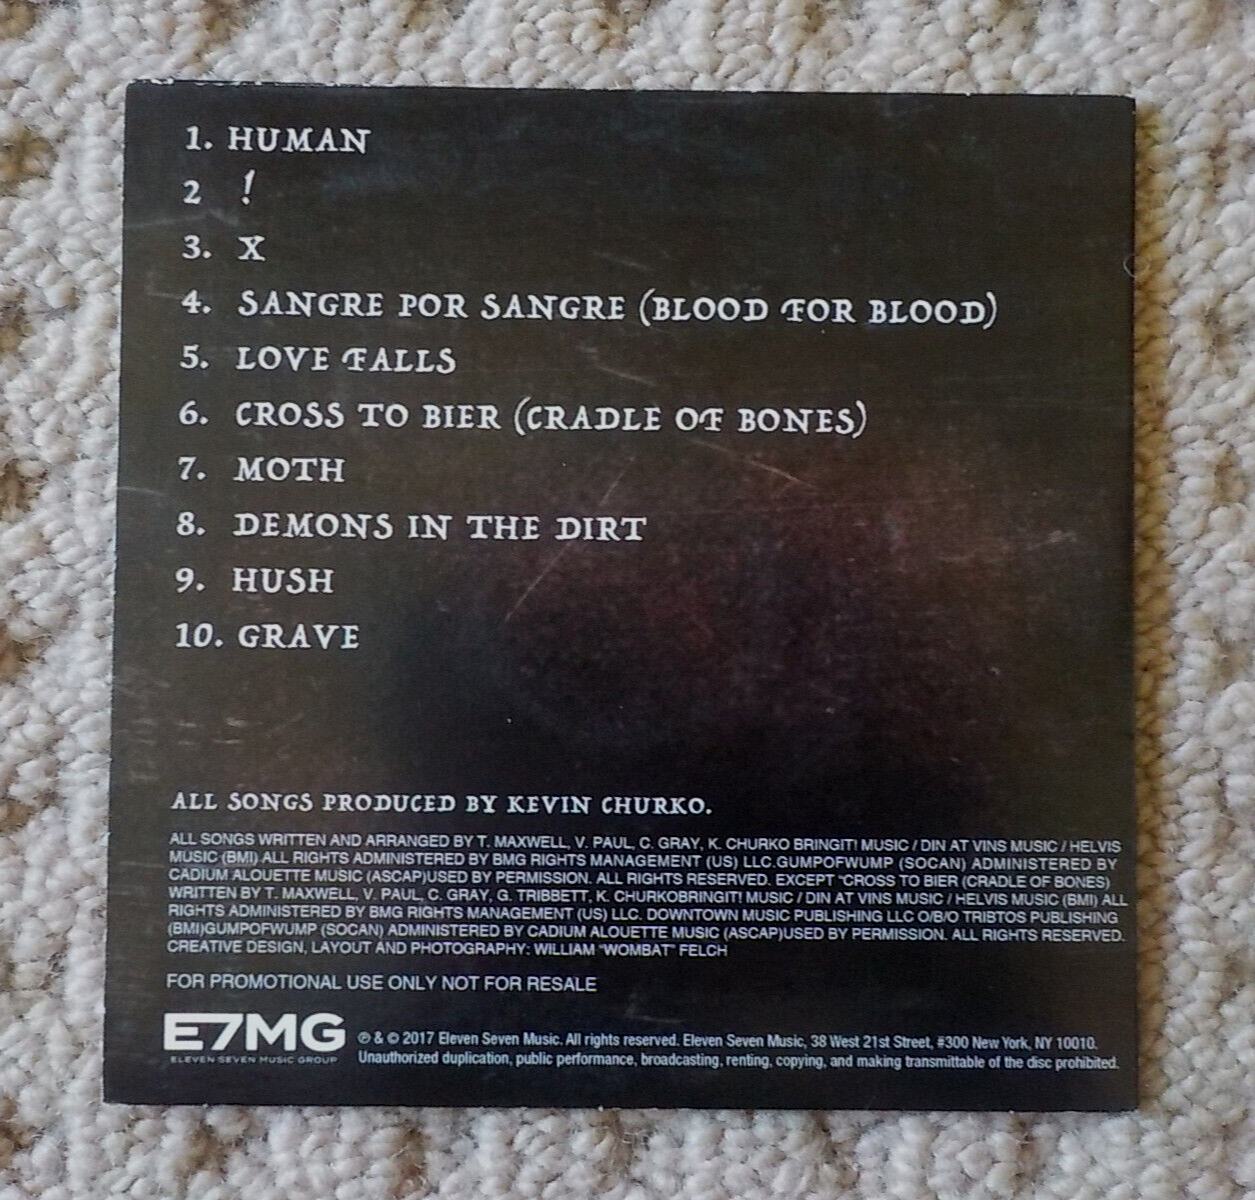 1. HUMAN
2 !
3. X
4. SANGRE POR SANGRE (BLOOD FOR BLOOD)
5. LOVE FALLS
6. CROSS TO BIER (CRADLE OF BONES)
7. MOTH
8. DEMONS IN THE DIRT
9. HUSH
10. GRAVE
ALL SONGS PRODUCED BY KEVIN CHURKO.
ALL SONGS WRITTEN AND ARRANGED BY T. MAXWELL, V. PAUL, C. GRAY, K. CHURKO BRINGIT! MUSIC / DIN AT VINS MUSIC / HELVIS
MUSIC (BMI) ALL RIGHTS ADMINISTERED BY BMG RIGHTS MANAGEMENT (US) LLC.GUMPOFWUMP (SOCAN) ADMINISTERED BY
CADIUM ALOUETTE MUSIC (ASCAP)USED BY PERMISSION. ALL RIGHTS RESERVED. EXCEPT "CROSS TO BIER (CRADLE OF BONES)
WRITTEN BY T. MAXWELL, V. PAUL, C. GRAY, G. TRIBBETT, K. CHURKOBRINGIT! MUSIC / DIN AT VINS MUSIC / HELVIS MUSIC (BMI) ALL
RIGHTS ADMINISTERED BY BMG RIGHTS MANAGEMENT (US) LLC. DOWNTOWN MUSIC PUBLISHING LLC O/B/O TRIBTOS PUBLISHING
(BMI)GUMPOFWUMP (SOCAN) ADMINISTERED BY CADIUM ALOUETTE MUSIC (ASCAP)USED BY PERMISSION. ALL RIGHTS RESERVED.
CREATIVE DESIGN, LAYOUT AND PHOTOGRAPHY: WILLIAM "WOMBAT" FELCH
FOR PROMOTIONAL USE ONLY NOT FOR RESALE
E7MG
ELEVEN SEVEN MUSIC GROUP
℗ & © 2017 Eleven Seven Music. All rights reserved. Eleven Seven Music, 38 West 21st Street, #300 New York, NY 10010.
Unauthorized duplication, public performance, broadcasting, renting, copying, and making transmittable of the disc prohibited.